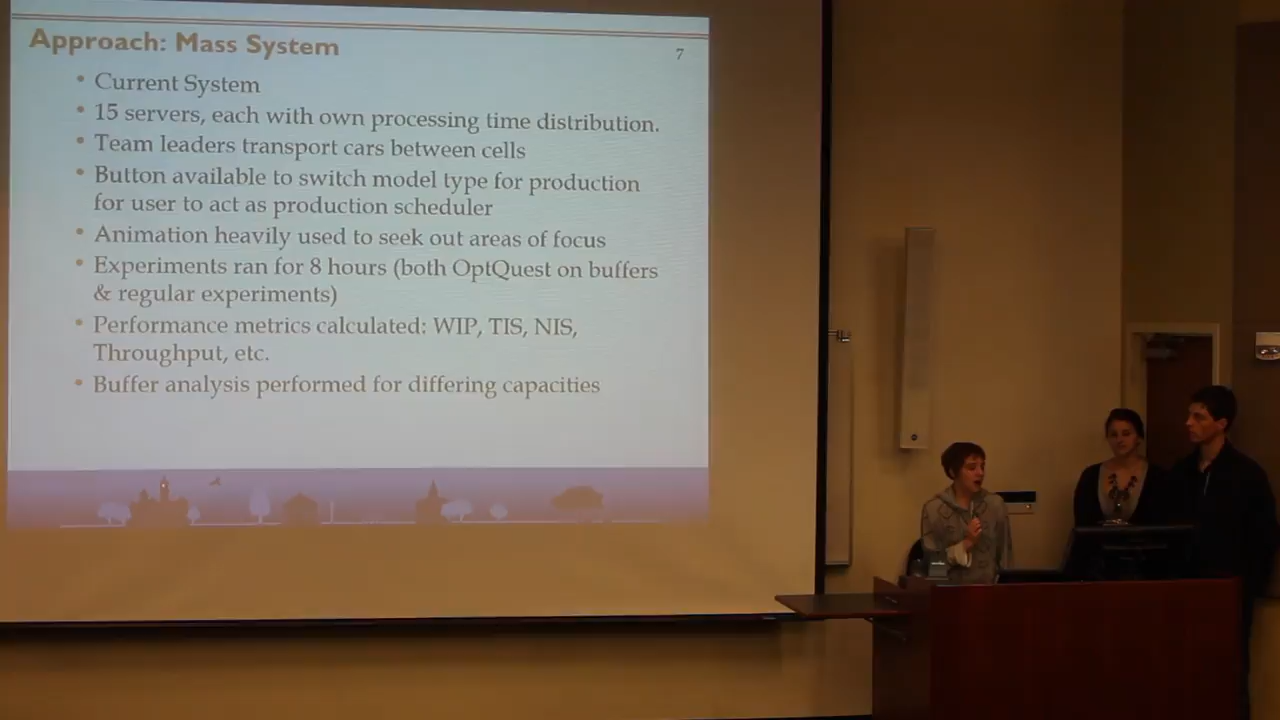 Approach: Mass System
7
• Current System
• 15 servers, each with own processing time distribution.
• Team leaders transport cars between cells
• Button available to switch model type for production
for user to act as production scheduler
• Animation heavily used to seek out areas of focus
• Experiments ran for 8 hours (both OptQuest on buffers
& regular experiments)
• Performance metrics calculated: WIP, TIS, NIS,
Throughput, etc.
• Buffer analysis performed for differing capacities